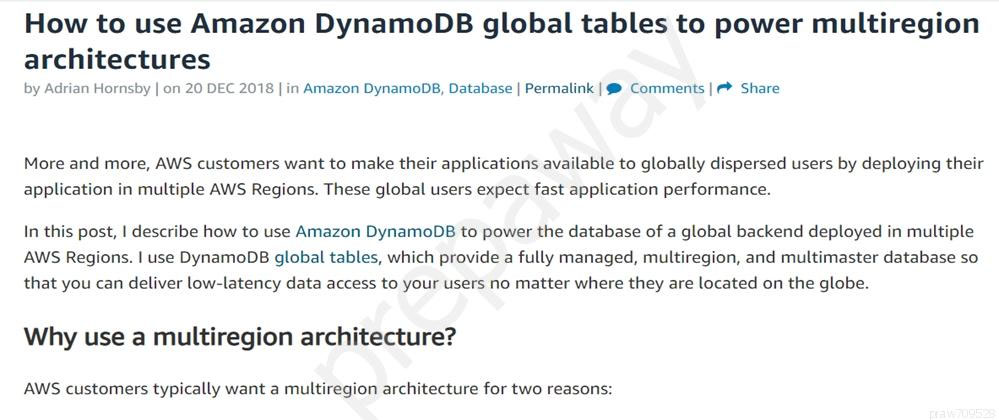 How to use Amazon DynamoDB global tables to power multiregion
architectures
by Adrian Hornsby | on 20 DEC 2018 | in Amazon DynamoDB, Database | Permalink | Comments | Share
More and more, AWS customers want to make their applications available to globally dispersed users by deploying their
application in multiple AWS Regions. These global users expect fast application performance.
In this post, I describe how to use Amazon DynamoDB to power the database of a global backend deployed in multiple
AWS Regions. I use DynamoDB global tables, which provide a fully managed, multiregion, and multimaster database so
that you can deliver low-latency data access to your users no matter where they are located on the globe.
Why use a multiregion architecture?
AWS customers typically want a multiregion architecture for two reasons:
prepaway
praw709528